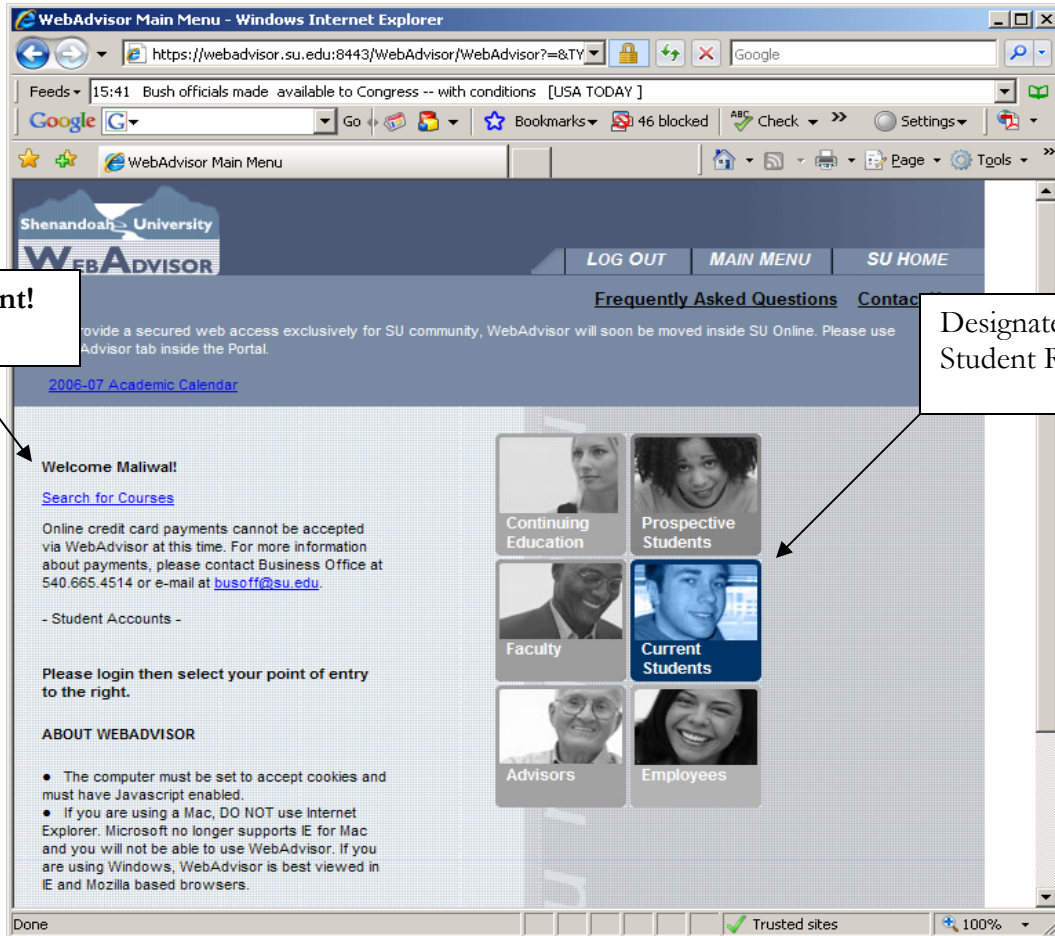 WebAdvisor Main Menu - Windows Internet Explorer
https://webadvisor.su.edu:8443/WebAdvisor/WebAdvisor?=&TY
Google
Feeds 15:41 Bush officials made available to Congress -- with conditions [USA TODAY ]
Google G Go Bookmarks 46 blocked ABC Check >> Settings
WebAdvisor Main Menu Page Tools >>
Shenandoah University
WEBADVISOR
LOG OUT MAIN MENU SU HOME
Frequently Asked Questions Contac
nt!
Designate
Student R
rovide a secured web access exclusively for SU community, WebAdvisor will soon be moved inside SU Online. Please use
Advisor tab inside the Portal.
2006-07 Academic Calendar
Welcome Maliwal!
Search for Courses
Online credit card payments cannot be accepted
via WebAdvisor at this time. For more information
about payments, please contact Business Office at
540.665.4514 or e-mail at busoff@su.edu.
- Student Accounts -
Please login then select your point of entry
to the right.
ABOUT WEBADVISOR
● The computer must be set to accept cookies and
must have Javascript enabled.
● If you are using a Mac, DO NOT use Internet
Explorer. Microsoft no longer supports IE for Mac
and you will not be able to use WebAdvisor. If you
are using Windows, WebAdvisor is best viewed in
IE and Mozilla based browsers.
Continuing
Education
Prospective
Students
Faculty
Current
Students
Advisors
Employees
Done
Trusted sites
100%